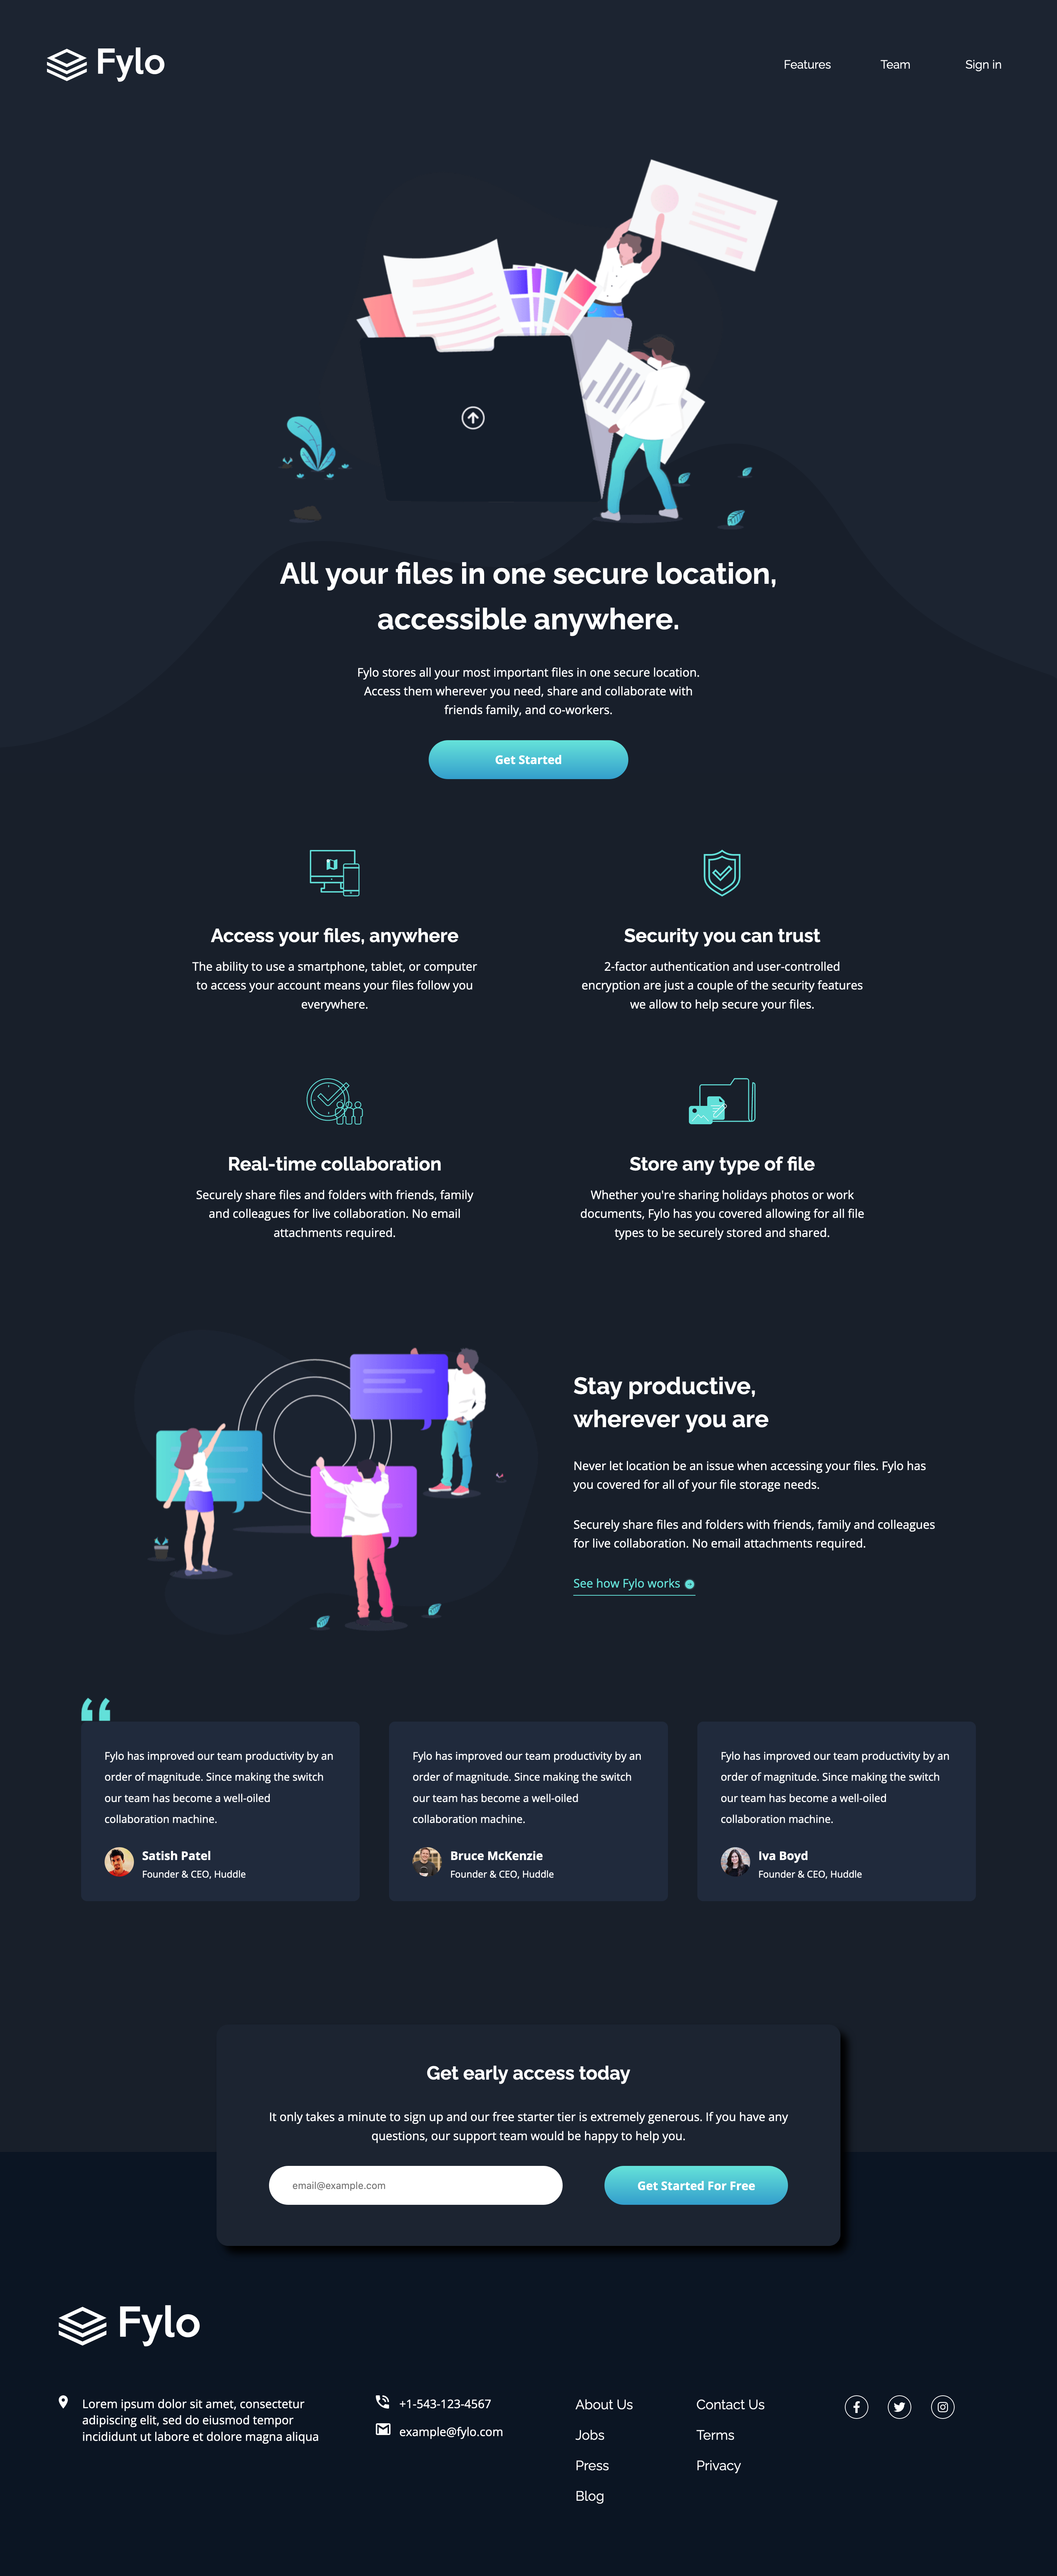 Fylo
Features Team Sign in
All your files in one secure location,
accessible anywhere.
Fylo stores all your most important files in one secure location.
Access them wherever you need, share and collaborate with
friends family, and co-workers.
Get Started
Access your files, anywhere
The ability to use a smartphone, tablet, or computer
to access your account means your files follow you
everywhere.
Security you can trust
2-factor authentication and user-controlled
encryption are just a couple of the security features
we allow to help secure your files.
Real-time collaboration
Securely share files and folders with friends, family
and colleagues for live collaboration. No email
attachments required.
Store any type of file
Whether you're sharing holidays photos or work
documents, Fylo has you covered allowing for all file
types to be securely stored and shared.
Stay productive,
wherever you are
Never let location be an issue when accessing your files. Fylo has
you covered for all of your file storage needs.
Securely share files and folders with friends, family and colleagues
for live collaboration. No email attachments required.
See how Fylo works
Fylo has improved our team productivity by an
order of magnitude. Since making the switch
our team has become a well-oiled
collaboration machine.
Satish Patel
Founder & CEO, Huddle
Fylo has improved our team productivity by an
order of magnitude. Since making the switch
our team has become a well-oiled
collaboration machine.
Bruce McKenzie
Founder & CEO, Huddle
Fylo has improved our team productivity by an
order of magnitude. Since making the switch
our team has become a well-oiled
collaboration machine.
Iva Boyd
Founder & CEO, Huddle
Get early access today
It only takes a minute to sign up and our free starter tier is extremely generous. If you have any
questions, our support team would be happy to help you.
email@example.com
Get Started For Free
Fylo
Lorem ipsum dolor sit amet, consectetur
adipiscing elit, sed do eiusmod tempor
incididunt ut labore et dolore magna aliqua
+1-543-123-4567
example@fylo.com
About Us
Jobs
Press
Blog
Contact Us
Terms
Privacy